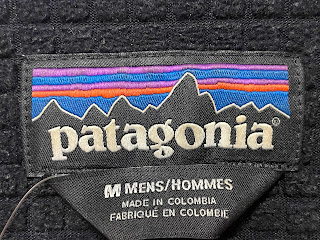 patagonia®
M MENS/HOMMES
MADE IN COLOMBIA
FABRIQUÉ EN COLOMBIE